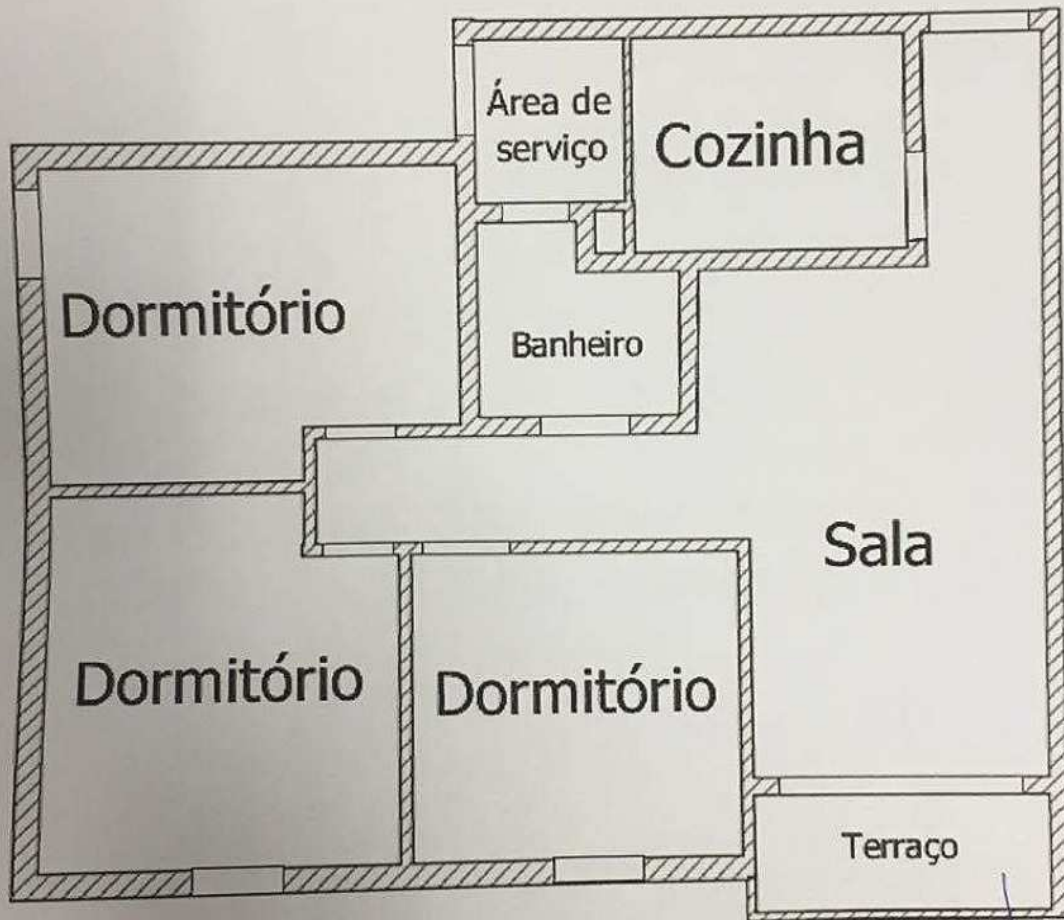 Área de
serviço
Cozinha
Dormitório
Banheiro
Sala
Dormitório
Dormitório
Terraço